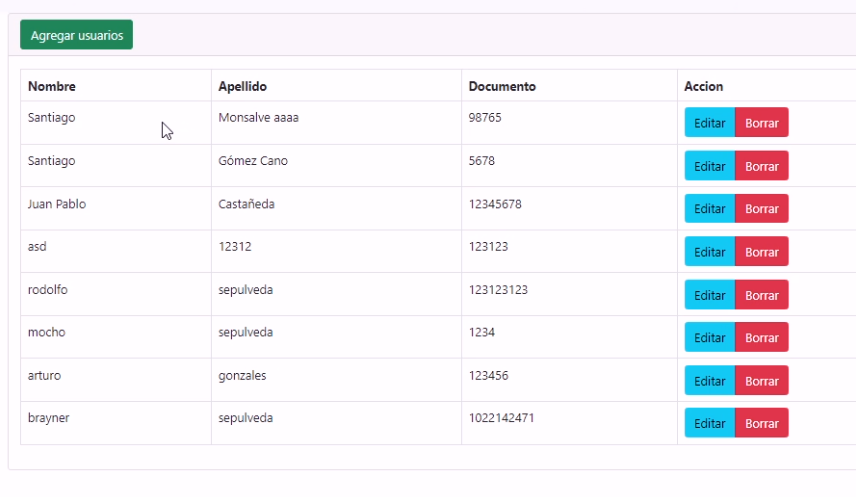 Agregar usuarios
Nombre Apellido Documento Accion
Santiago Monsalve aaaa 98765 Editar Borrar
Santiago Gómez Cano 5678 Editar Borrar
Juan Pablo Castañeda 12345678 Editar Borrar
asd 12312 123123 Editar Borrar
rodolfo sepulveda 123123123 Editar Borrar
mocho sepulveda 1234 Editar Borrar
arturo gonzales 123456 Editar Borrar
brayner sepulveda 1022142471 Editar Borrar